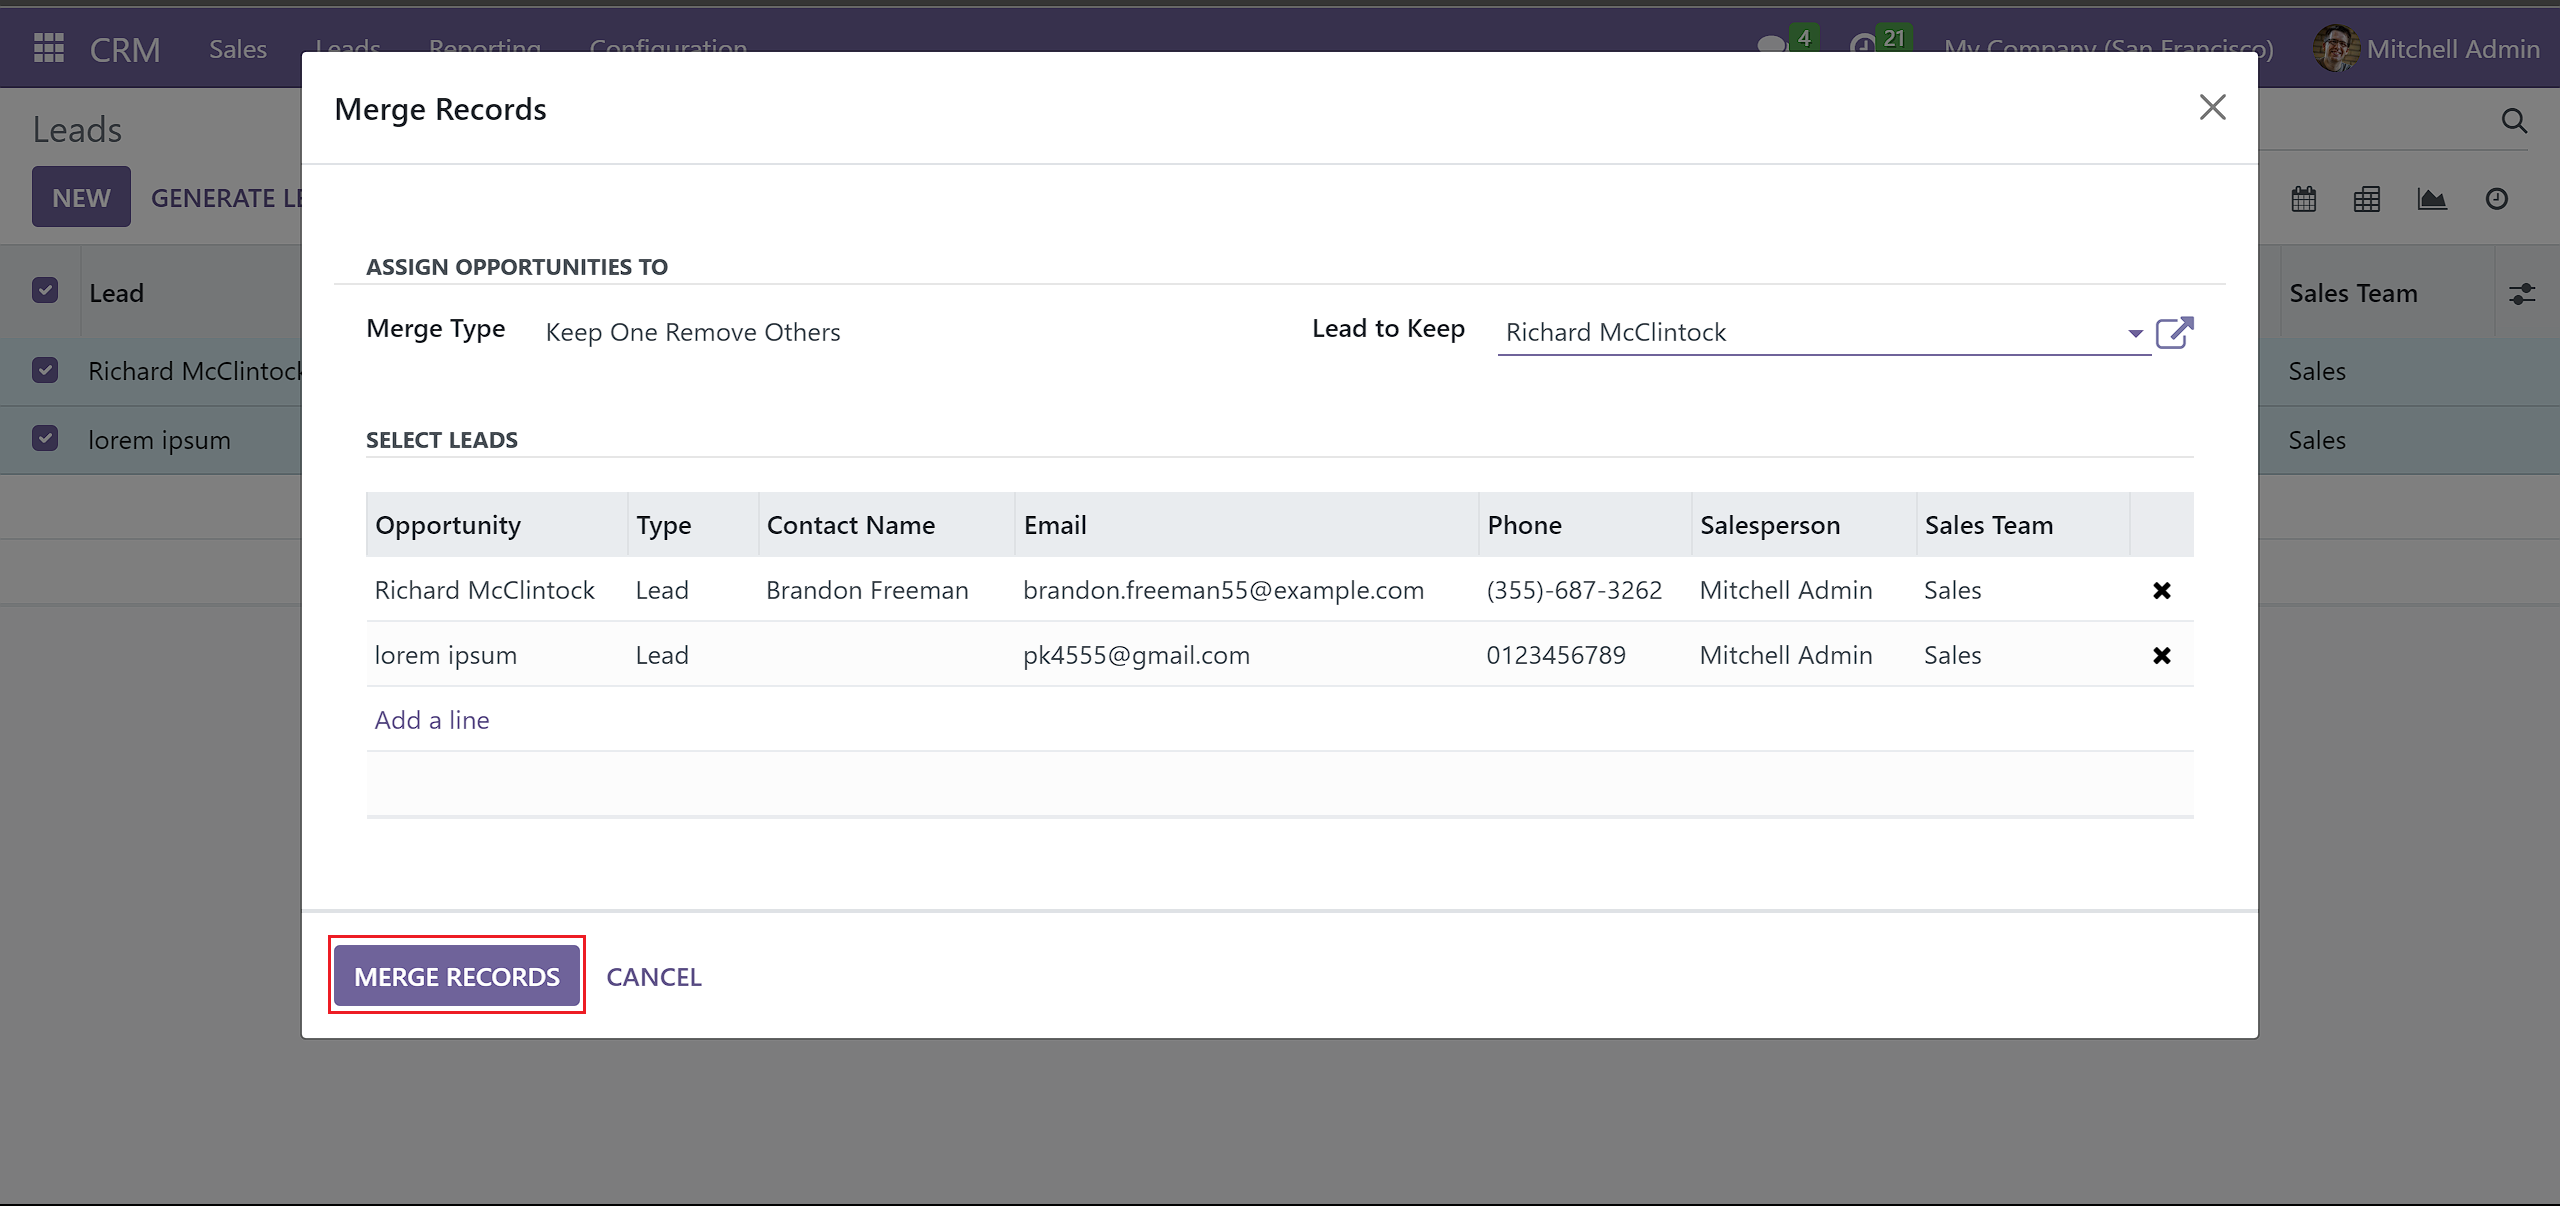 CRM Sales Leads Reporting Configuration 4 21 My Company (San Francisco) Mitchell Admin
Merge Records
Leads
NEW GENERATE LE
ASSIGN OPPORTUNITIES TO
Lead Sales Team
Merge Type Keep One Remove Others Lead to Keep Richard McClintock
Richard McClintock Sales
lorem ipsum Sales
SELECT LEADS
Opportunity Type Contact Name Email Phone Salesperson Sales Team
Richard McClintock Lead Brandon Freeman brandon.freeman55@example.com (355)-687-3262 Mitchell Admin Sales
lorem ipsum Lead pk4555@gmail.com 0123456789 Mitchell Admin Sales
Add a line
MERGE RECORDS CANCEL